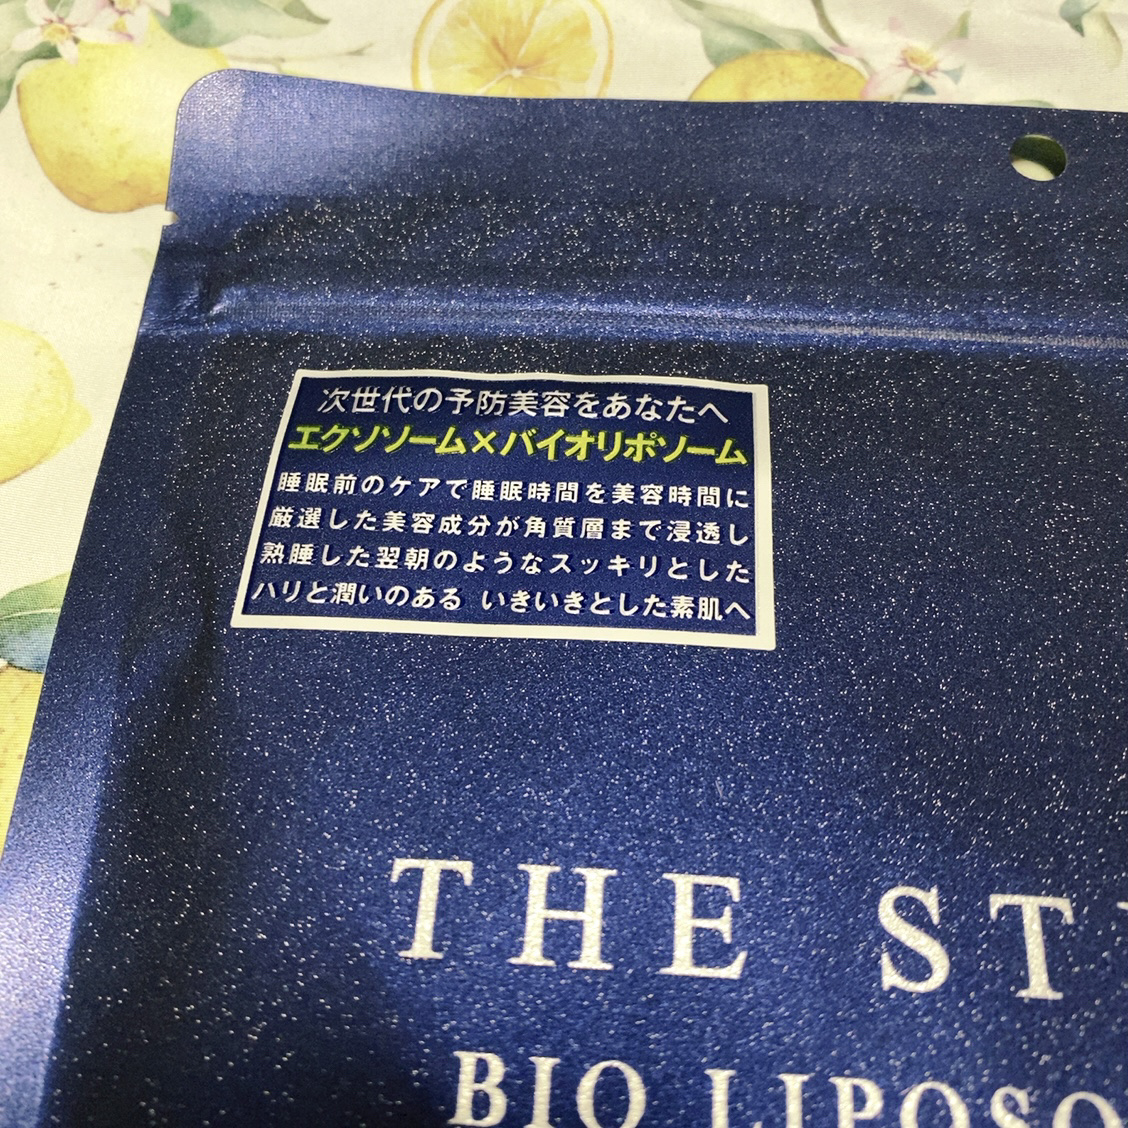 次世代の予防美容をあなたへ
エクソソーム×バイオリポソーム
睡眠前のケアで睡眠時間を美容時間に
厳選した美容成分が角質層まで浸透し
熟睡した翌朝のようなスッキリとした
ハリと潤いのある いきいきとした素肌へ
THE
BIO